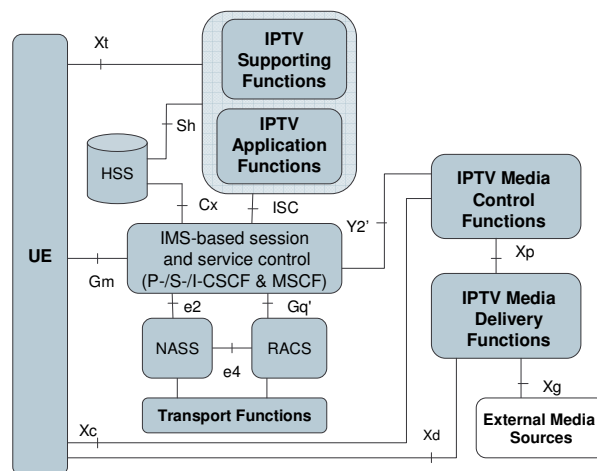 Xt
IPTV
Supporting
Functions
Sh
IPTV
Application
Functions
HSS
Cx
ISC
Y2'
IPTV Media
Control
Functions
UE
IMS-based session
and service control
(P-/S-/I-CSCF & MSCF)
Gm
Xp
e2
Gq'
IPTV Media
Delivery
Functions
NASS
RACS
e4
Xg
Transport Functions
Xc
Xd
External Media
Sources